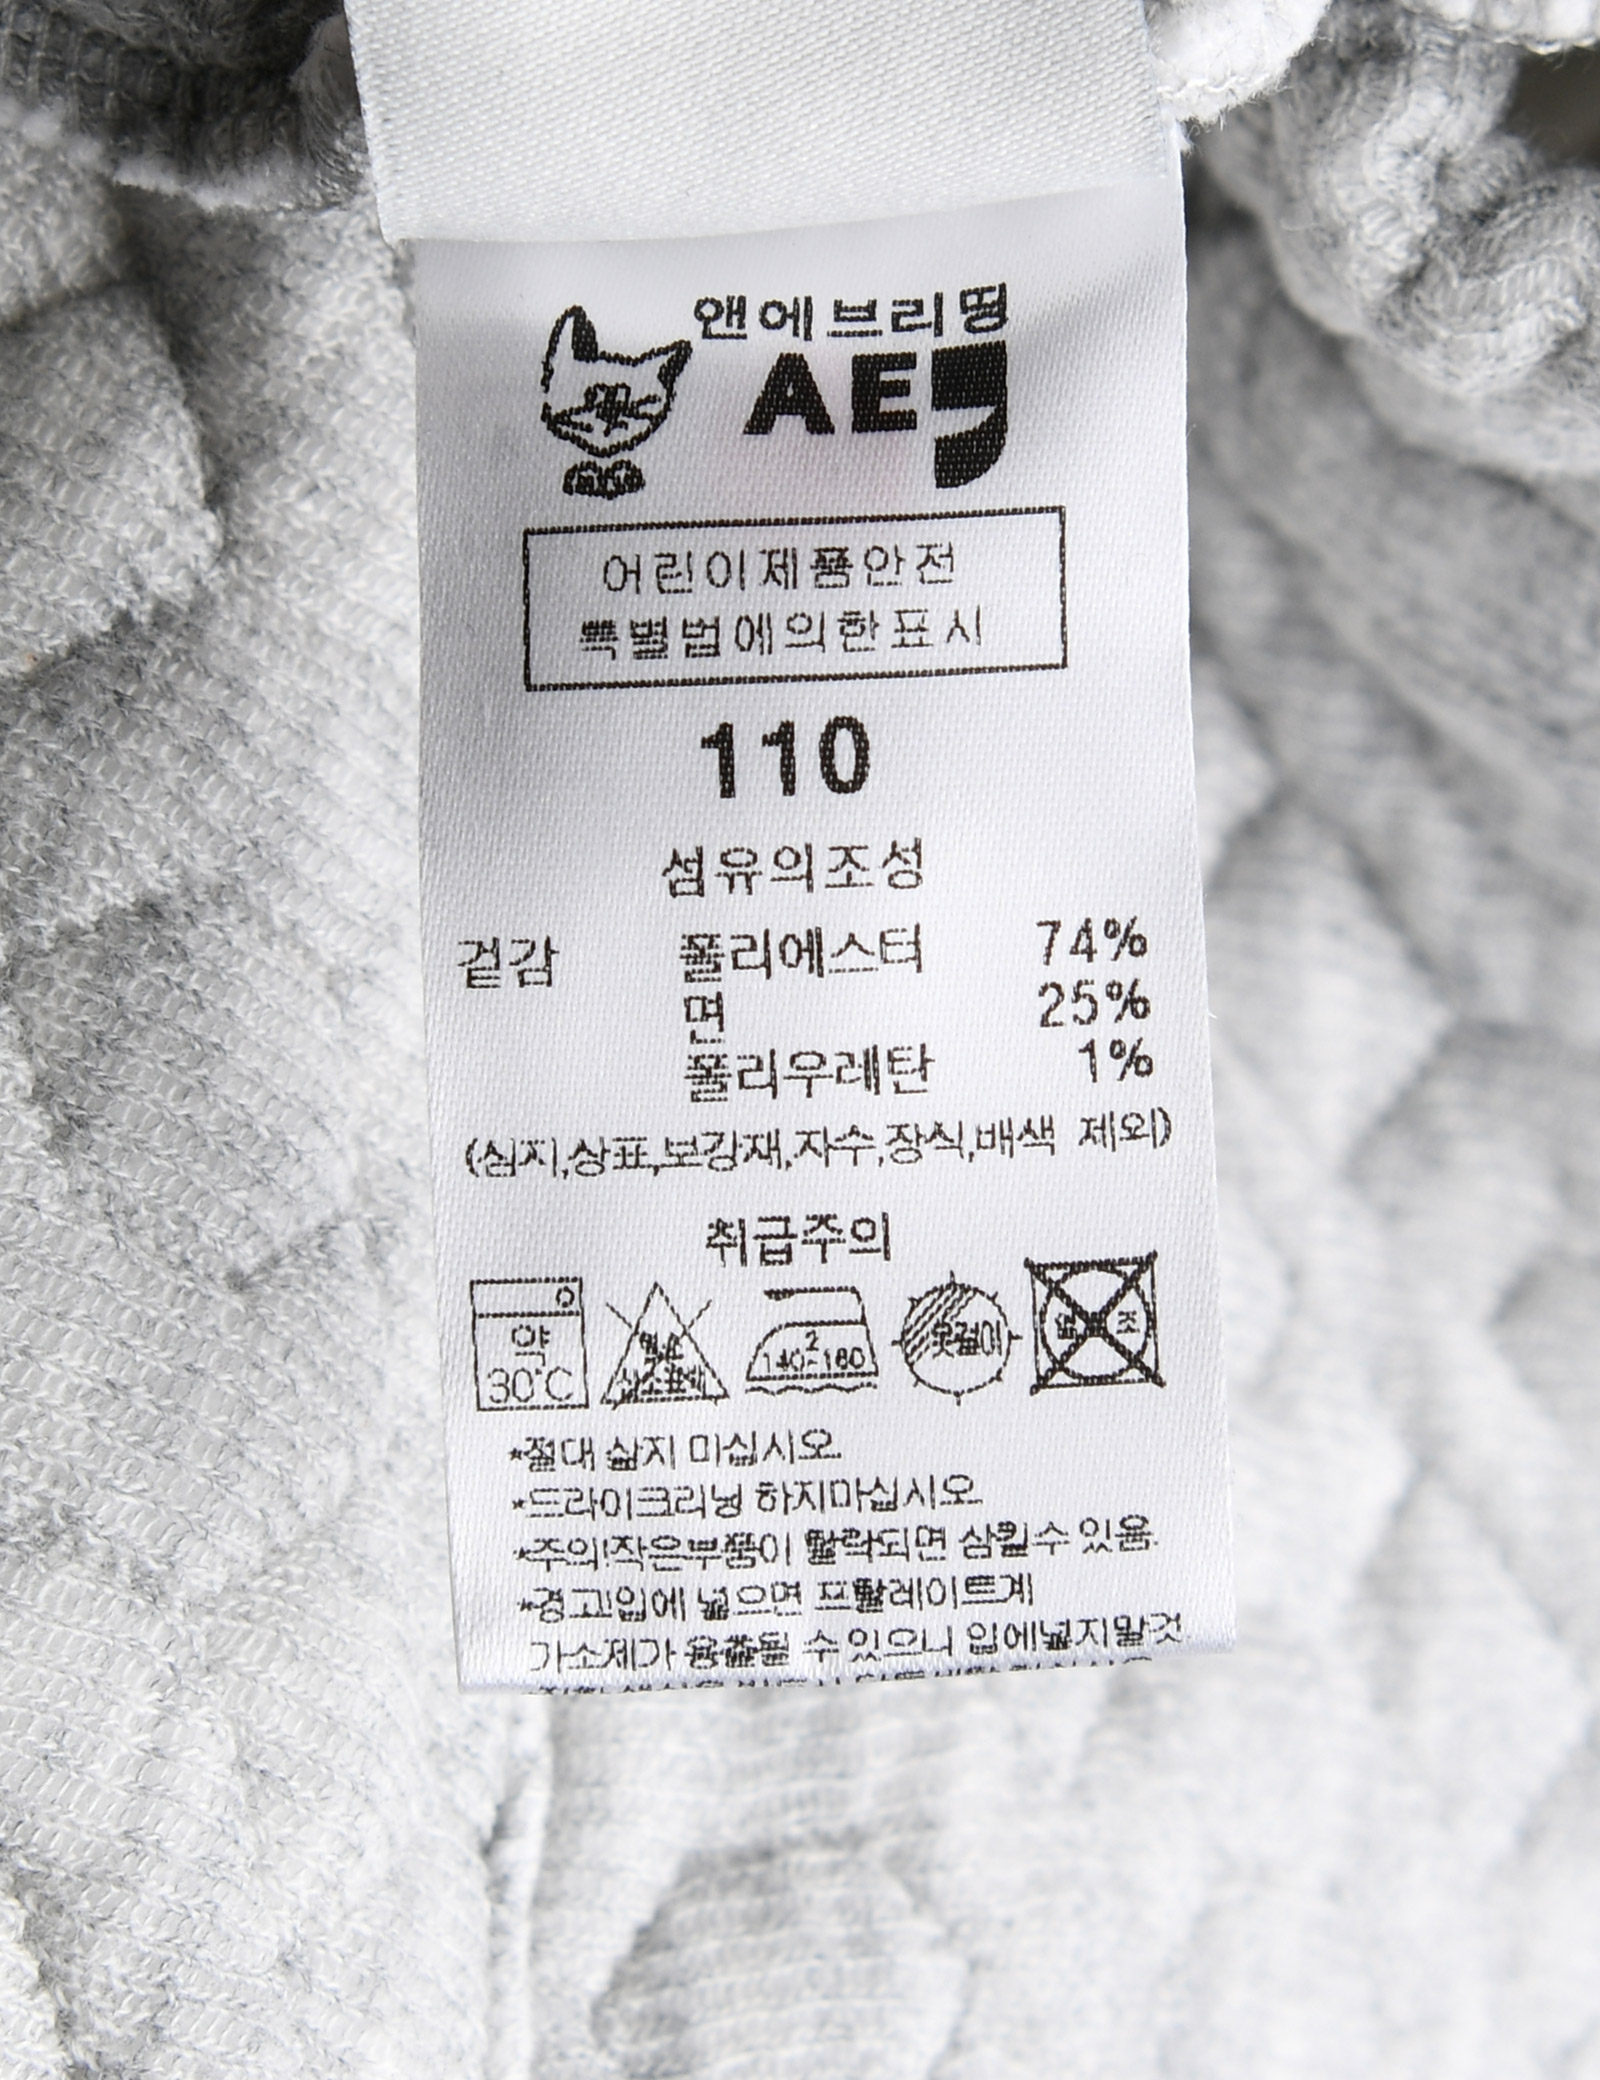 앤에브리띵
AE,
어린이제품안전
특별법에의한표시
110
섬유의조성
겉감 폴리에스터 74%
면 25%
폴리우레탄 1%
(심지,상표,보강재,자수,장식,배색 제외)
취급주의
약 30℃
2 140-160
옷걸이
*절대 삶지 마십시오.
*드라이크리닝 하지마십시오.
*주의!작은부품이 탈락되면 삼킬수 있움.
*경고!입에 넣으면 프탈레이트계
가소제가 용출될 수 있으니 입에넣지말것.